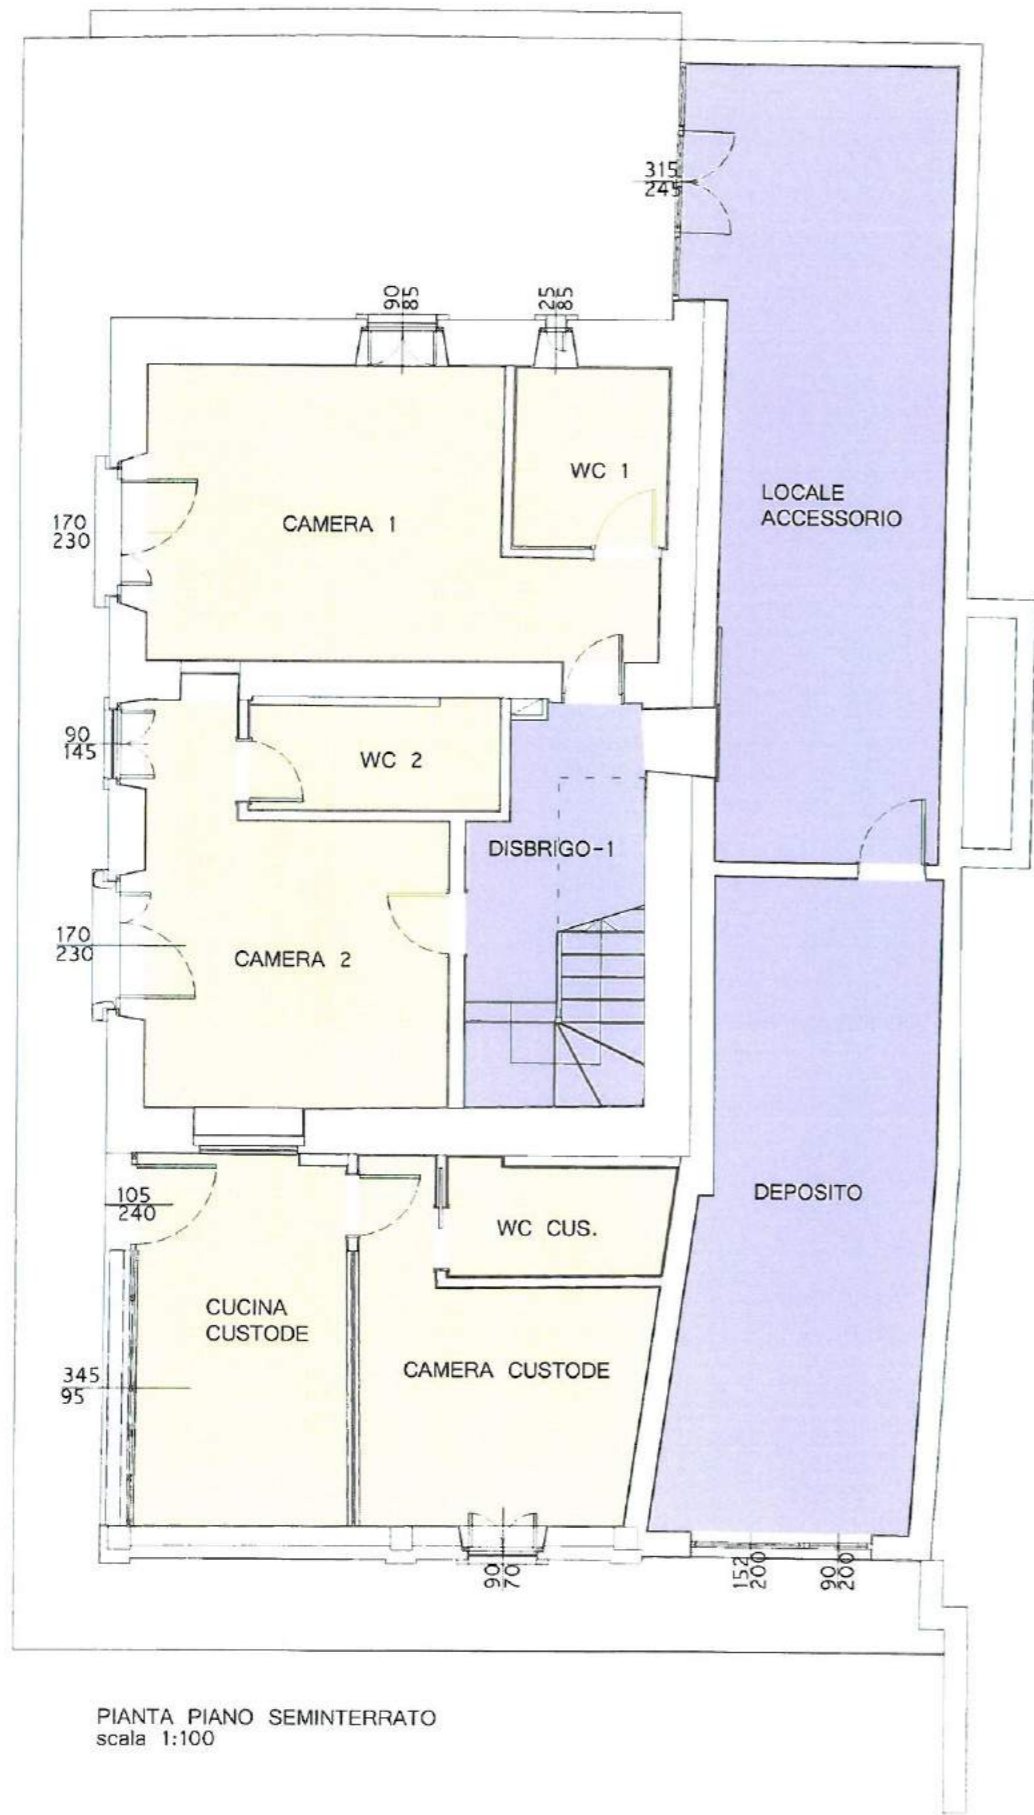 315
245
90
85
25
85
WC 1
LOCALE
ACCESSORIO
CAMERA 1
170
230
90
145
WC 2
DISBRIGO-1
170
230
CAMERA 2
105
240
DEPOSITO
WC CUS.
CUCINA
CUSTODE
CAMERA CUSTODE
345
95
90
70
152
200
90
200
PIANTA PIANO SEMINTERRATO
scala 1:100